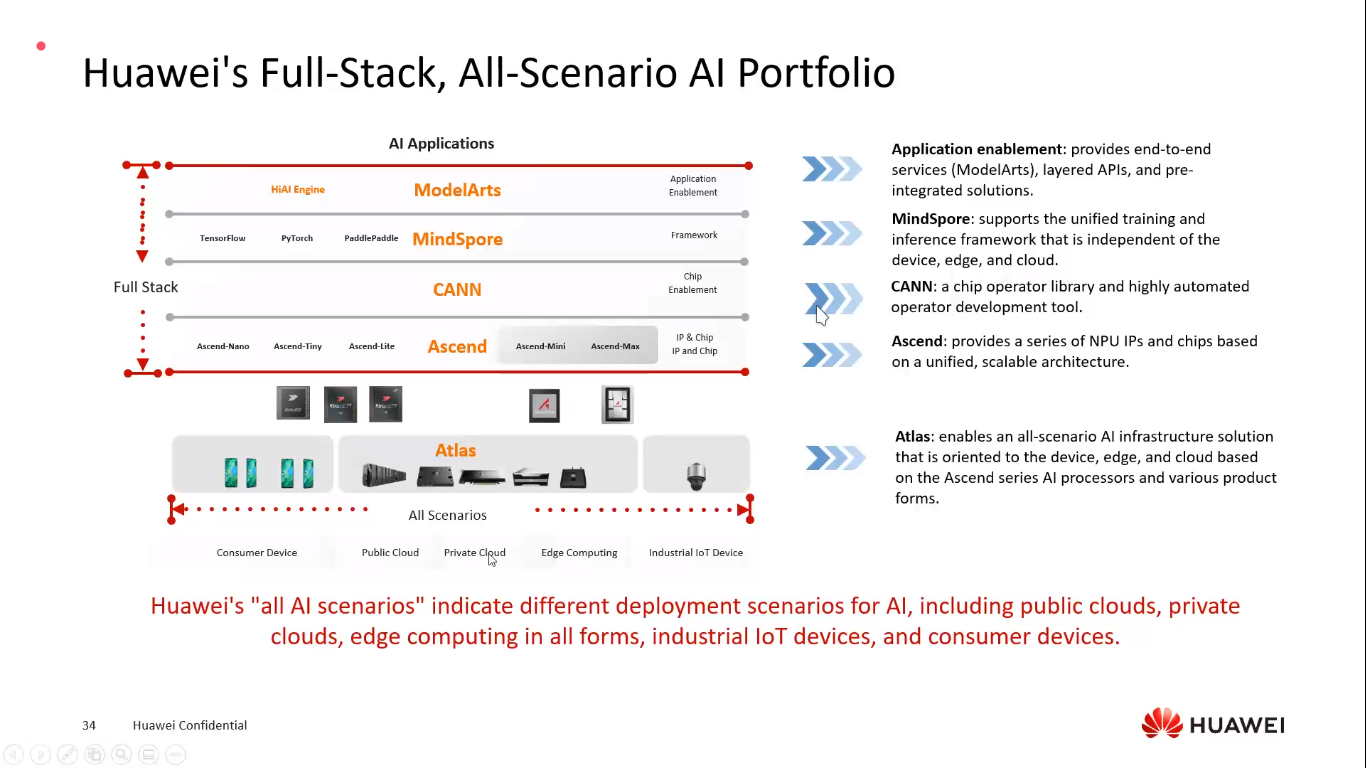 Huawei's Full-Stack, All-Scenario AI Portfolio
AI Applications
HiAI Engine
ModelArts
Application
Enablement
TensorFlow
PyTorch
PaddlePaddle
MindSpore
Framework
Full Stack
CANN
Chip
Enablement
Ascend-Nano
Ascend-Tiny
Ascend-Lite
Ascend
Ascend-Mini
Ascend-Max
IP & Chip
IP and Chip
Atlas
All Scenarios
Consumer Device
Public Cloud
Private Cloud
Edge Computing
Industrial IoT Device
Application enablement: provides end-to-end
services (ModelArts), layered APIs, and pre-
integrated solutions.
MindSpore: supports the unified training and
inference framework that is independent of the
device, edge, and cloud.
CANN: a chip operator library and highly automated
operator development tool.
Ascend: provides a series of NPU IPs and chips based
on a unified, scalable architecture.
Atlas: enables an all-scenario AI infrastructure solution
that is oriented to the device, edge, and cloud based
on the Ascend series AI processors and various product
forms.
Huawei's "all AI scenarios" indicate different deployment scenarios for AI, including public clouds, private
clouds, edge computing in all forms, industrial IoT devices, and consumer devices.
34
Huawei Confidential
HUAWEI